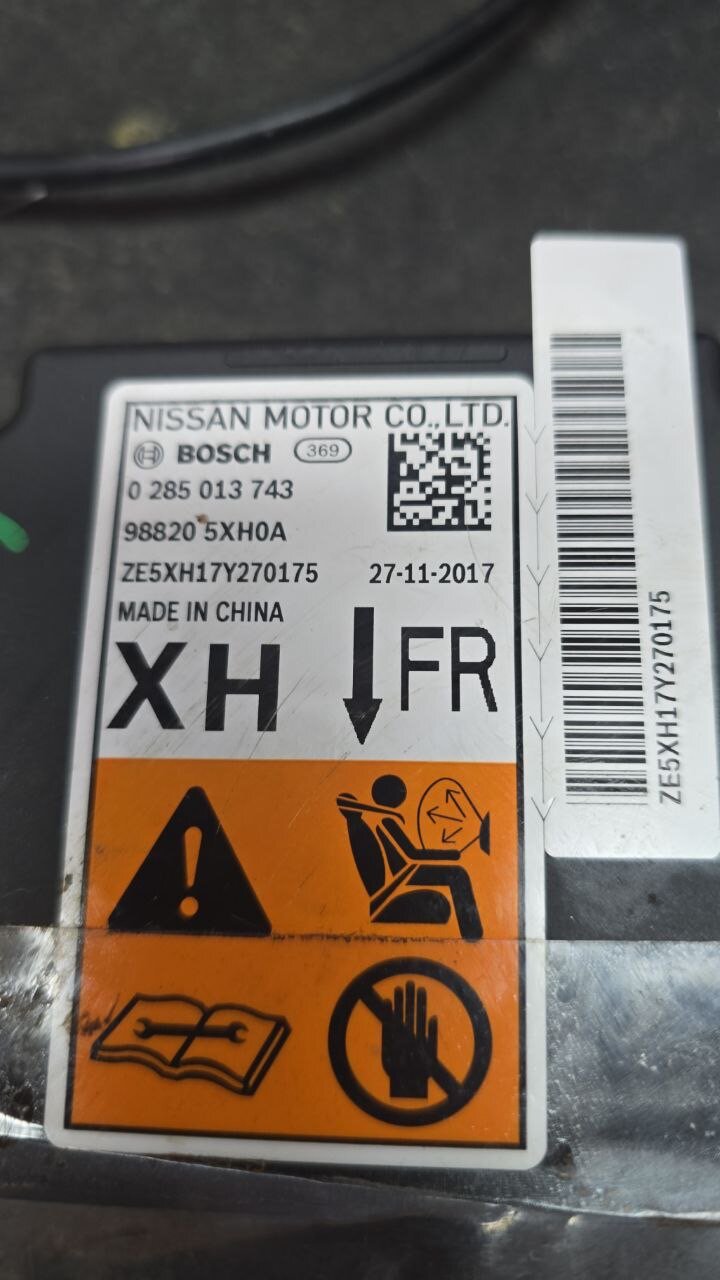 NISSAN MOTOR CO.,LTD.
BOSCH 369
0 285 013 743
98820 5XH0A
ZE5XH17Y270175 27-11-2017
MADE IN CHINA
XH FR
ZE5XH17Y270175